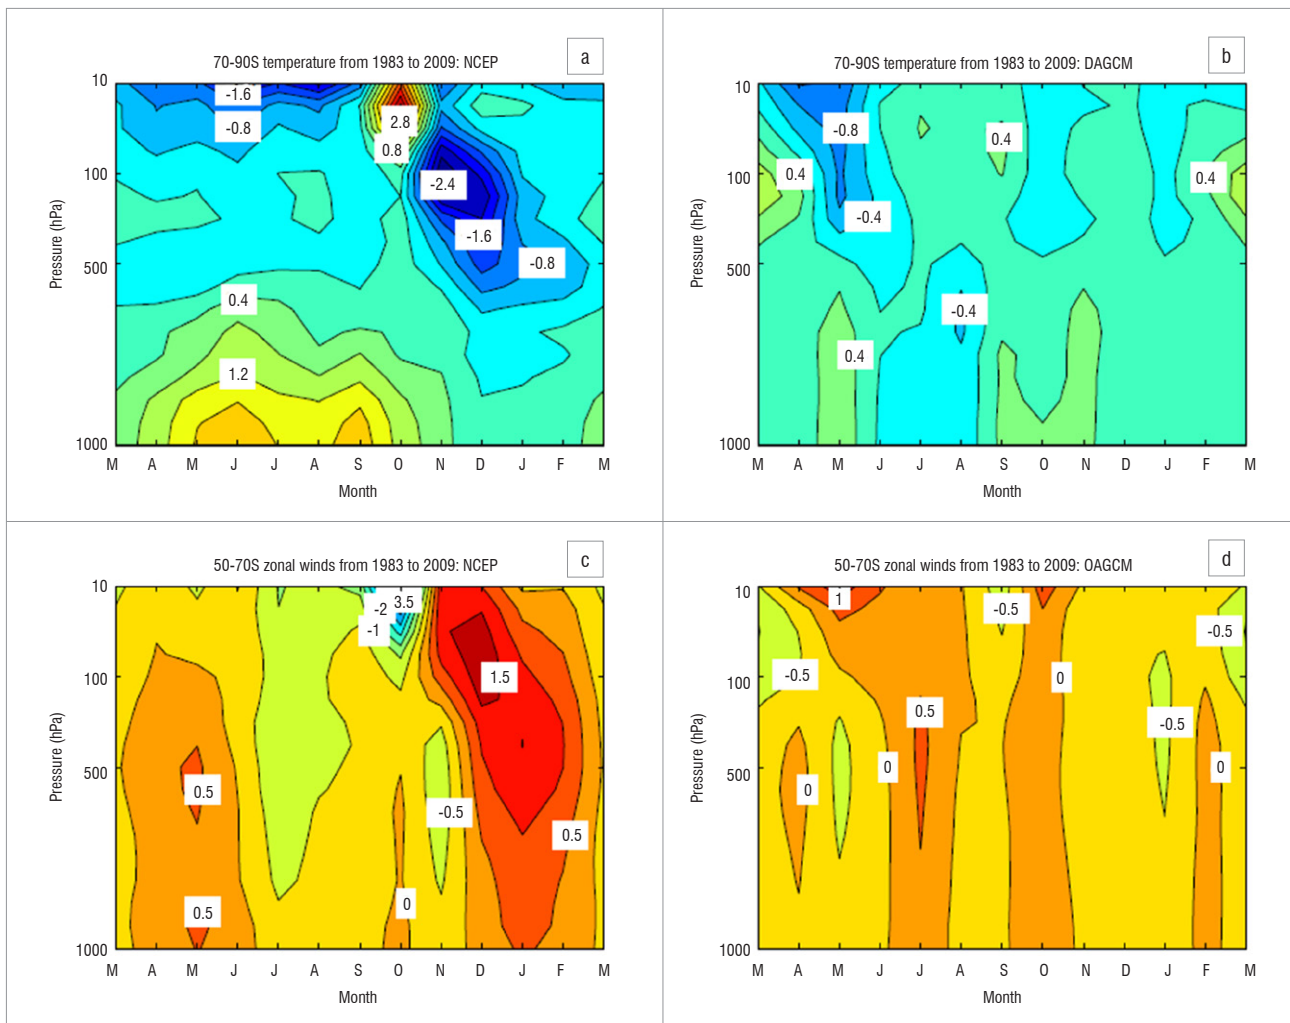 a
70-90S temperature from 1983 to 2009: NCEP
10
100
500
1000
Pressure (hPa)
-1.6
-0.8
2.8
0.8
-2.4
-1.6
-0.8
0.4
1.2
M A M J J A S O N D J F M
Month
b
70-90S temperature from 1983 to 2009: DAGCM
10
100
500
1000
Pressure (hPa)
-0.8
0.4
0.4
0.4
-0.4
-0.4
0.4
M A M J J A S O N D J F M
Month
c
50-70S zonal winds from 1983 to 2009: NCEP
10
100
500
1000
Pressure (hPa)
3.5
-2
-1
1.5
0.5
-0.5
0.5
0
0.5
M A M J J A S O N D J F M
Month
d
50-70S zonal winds from 1983 to 2009: OAGCM
10
100
500
1000
Pressure (hPa)
1
-0.5
-0.5
-0.5
0
0.5
-0.5
0
0
0
M A M J J A S O N D J F M
Month